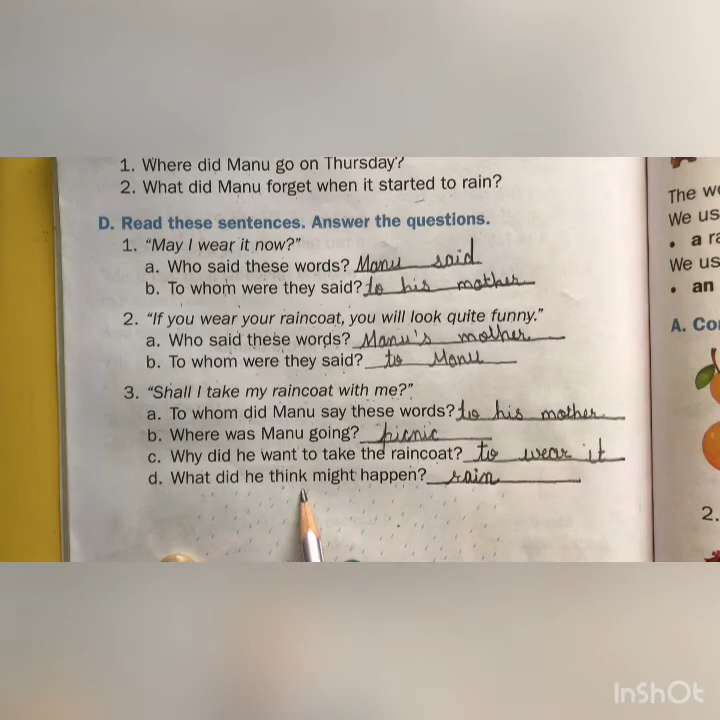 1. Where did Manu go on Thursday?
2. What did Manu forget when it started to rain?
D. Read these sentences. Answer the questions.
1. “May I wear it now?”
a. Who said these words? Manu said
b. To whom were they said? to his mother
2. “If you wear your raincoat, you will look quite funny.”
a. Who said these words? Manu's mother
b. To whom were they said? to Manu
3. “Shall I take my raincoat with me?”
a. To whom did Manu say these words? to his mother
b. Where was Manu going? picnic
c. Why did he want to take the raincoat? to wear it
d. What did he think might happen? rain
The
We us
• a
We us
• an
A. Co
2.
InShOt